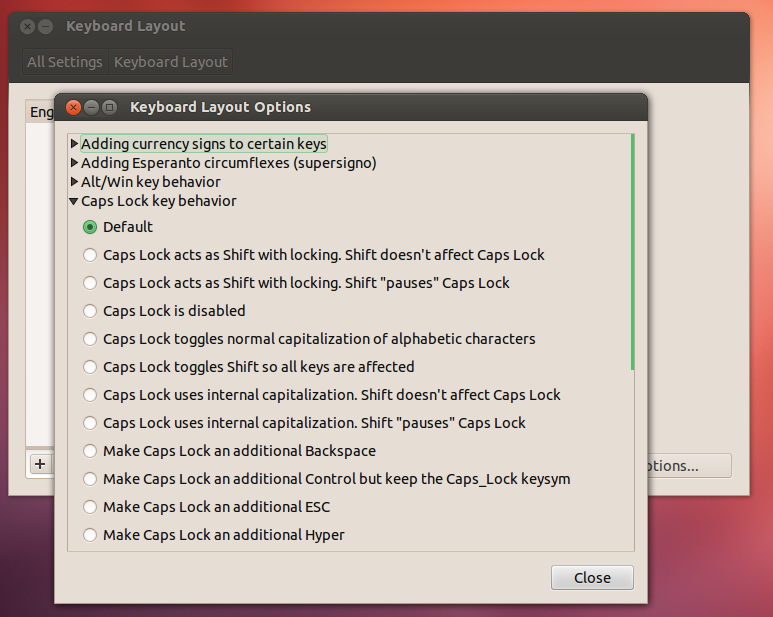 Keyboard Layout
All Settings Keyboard Layout
Eng
Keyboard Layout Options
Adding currency signs to certain keys
Adding Esperanto circumflexes (supersigno)
Alt/Win key behavior
Caps Lock key behavior
Default
Caps Lock acts as Shift with locking. Shift doesn't affect Caps Lock
Caps Lock acts as Shift with locking. Shift "pauses" Caps Lock
Caps Lock is disabled
Caps Lock toggles normal capitalization of alphabetic characters
Caps Lock toggles Shift so all keys are affected
Caps Lock uses internal capitalization. Shift doesn't affect Caps Lock
Caps Lock uses internal capitalization. Shift "pauses" Caps Lock
Make Caps Lock an additional Backspace
Make Caps Lock an additional Control but keep the Caps_Lock keysym
Make Caps Lock an additional ESC
Make Caps Lock an additional Hyper
+
ptions...
Close